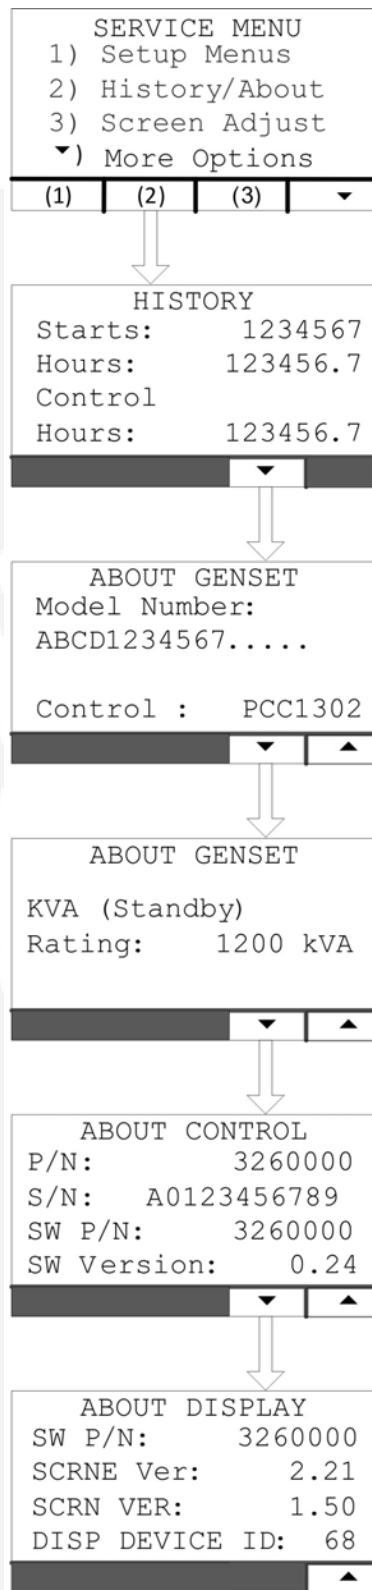 SERVICE MENU
1) Setup Menus
2) History/About
3) Screen Adjust
▼) More Options
(1) (2) (3) ▼
HISTORY
Starts: 1234567
Hours: 123456.7
Control
Hours: 123456.7
▼
ABOUT GENSET
Model Number:
ABCD1234567.....
Control : PCC1302
▼ ▲
ABOUT GENSET
KVA (Standby)
Rating: 1200 kVA
▼ ▲
ABOUT CONTROL
P/N: 3260000
S/N: A0123456789
SW P/N: 3260000
SW Version: 0.24
▼ ▲
ABOUT DISPLAY
SW P/N: 3260000
SCRNE Ver: 2.21
SCRN VER: 1.50
DISP DEVICE ID: 68
▲